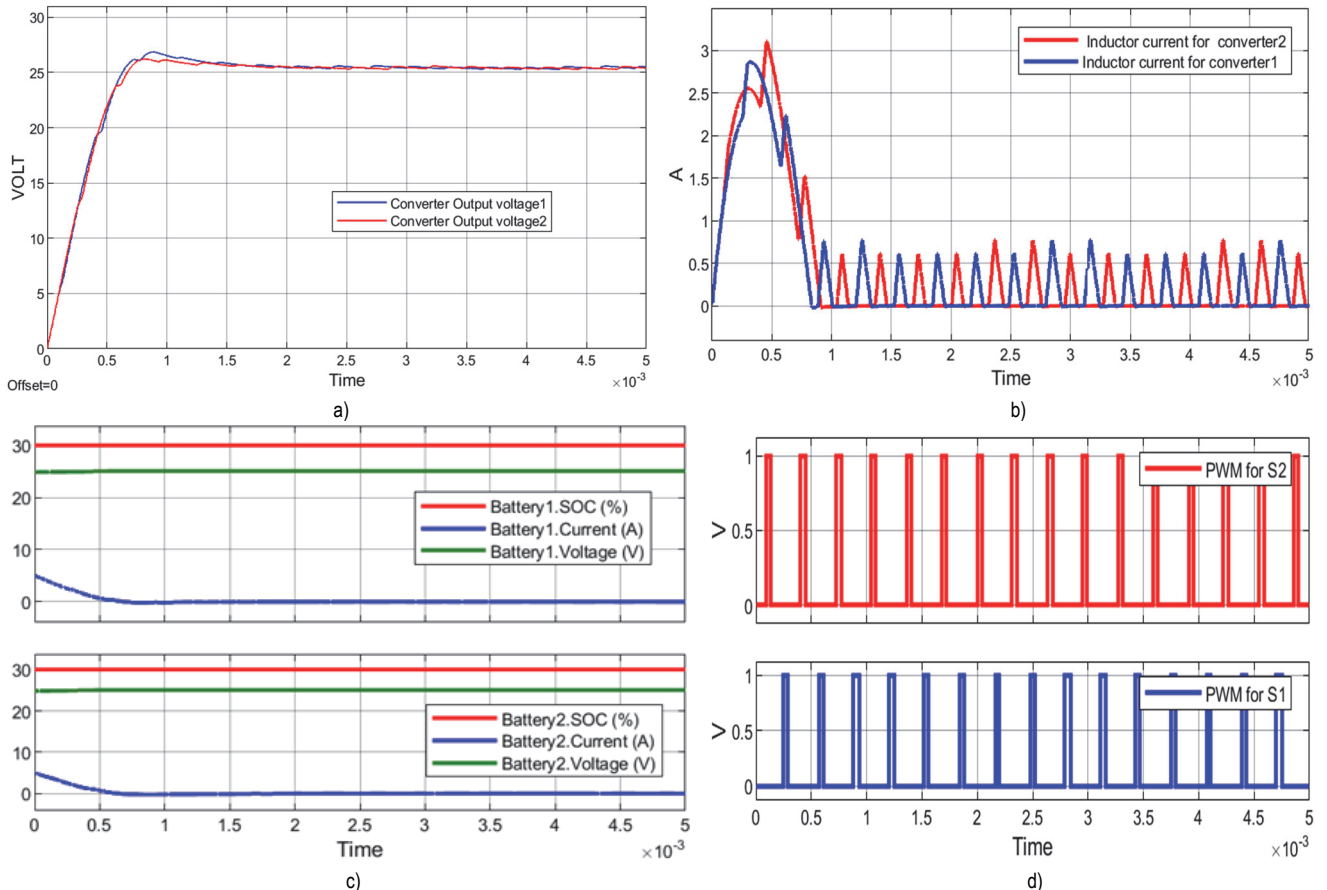 30
25
20
15
10
5
0
VOLT
Converter Output voltage1
Converter Output voltage2
0 0.5 1 1.5 2 2.5 3 3.5 4 4.5 5
Time
×10⁻³
Offset=0
a)
3
2.5
2
1.5
1
0.5
0
A
Inductor current for converter2
Inductor current for converter1
0 0.5 1 1.5 2 2.5 3 3.5 4 4.5 5
Time
×10⁻³
b)
30
20
10
0
Battery1.SOC (%)
Battery1.Current (A)
Battery1.Voltage (V)
30
20
10
0
Battery2.SOC (%)
Battery2.Current (A)
Battery2.Voltage (V)
0 0.5 1 1.5 2 2.5 3 3.5 4 4.5 5
Time
×10⁻³
c)
1
0.5
0
V
PWM for S2
1
0.5
0
V
PWM for S1
0 0.5 1 1.5 2 2.5 3 3.5 4 4.5 5
Time
×10⁻³
d)